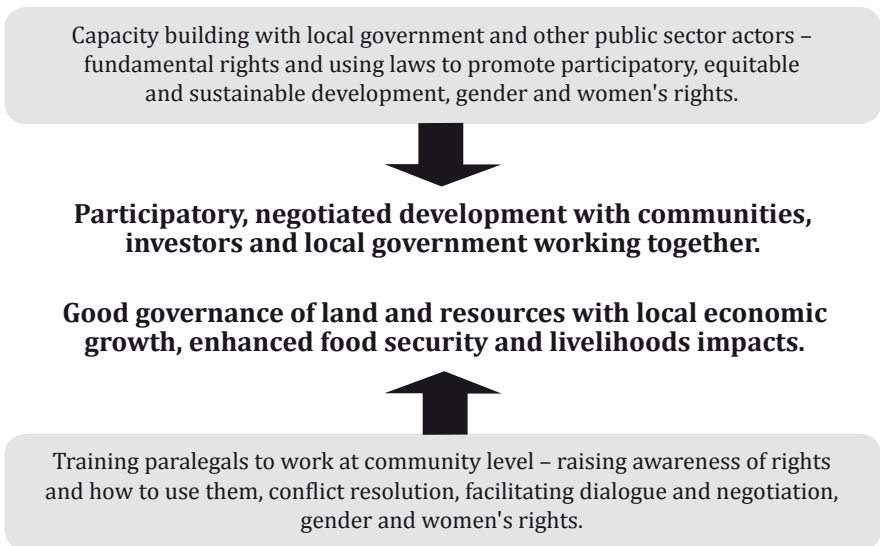 Capacity building with local government and other public sector actors –
fundamental rights and using laws to promote participatory, equitable
and sustainable development, gender and women's rights.
Participatory, negotiated development with communities,
investors and local government working together.
Good governance of land and resources with local economic
growth, enhanced food security and livelihoods impacts.
Training paralegals to work at community level – raising awareness of rights
and how to use them, conflict resolution, facilitating dialogue and negotiation,
gender and women's rights.